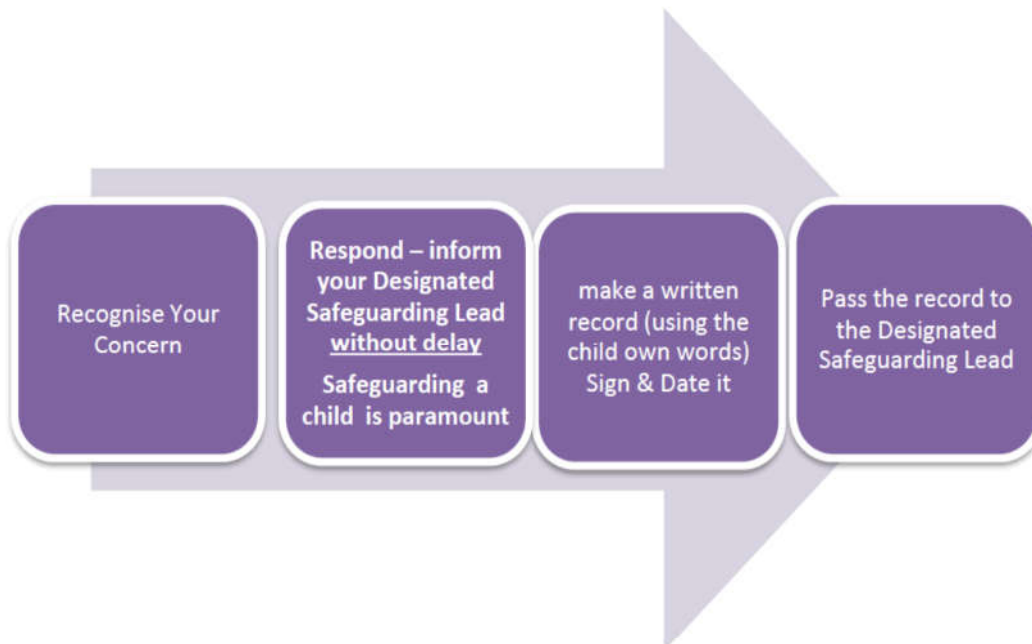 Recognise Your
Concern
Respond – inform
your Designated
Safeguarding Lead
without delay
Safeguarding a
child is paramount
make a written
record (using the
child own words)
Sign & Date it
Pass the record to
the Designated
Safeguarding Lead